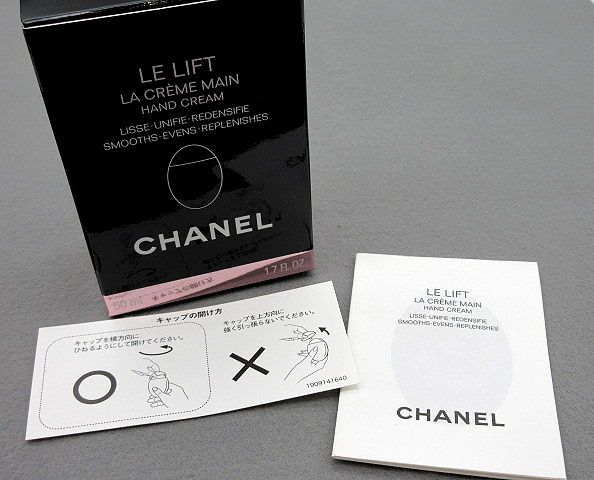 LE LIFT
LA CRÈME MAIN
HAND CREAM
LISSE·UNIFIE·REDENSIFIE
SMOOTHS·EVENS·REPLENISHES
CHANEL
50 ml
1.7 FL.OZ.
キャップの開け方
キャップを横方向に
ひねるようにして開けてください。
キャップを上方向に
強く引っ張らないでください。
1909141640
LE LIFT
LA CRÈME MAIN
HAND CREAM
LISSE·UNIFIE·REDENSIFIE
SMOOTHS·EVENS·REPLENISHES
CHANEL